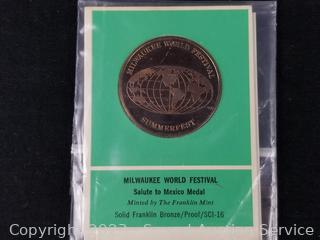 MILWAUKEE WORLD FESTIVAL
SUMMERFEST
MILWAUKEE WORLD FESTIVAL
Salute to Mexico Medal
Minted by The Franklin Mint
Solid Franklin Bronze/Proof/SCI-16
Copyright 2023 - Second Auction Service